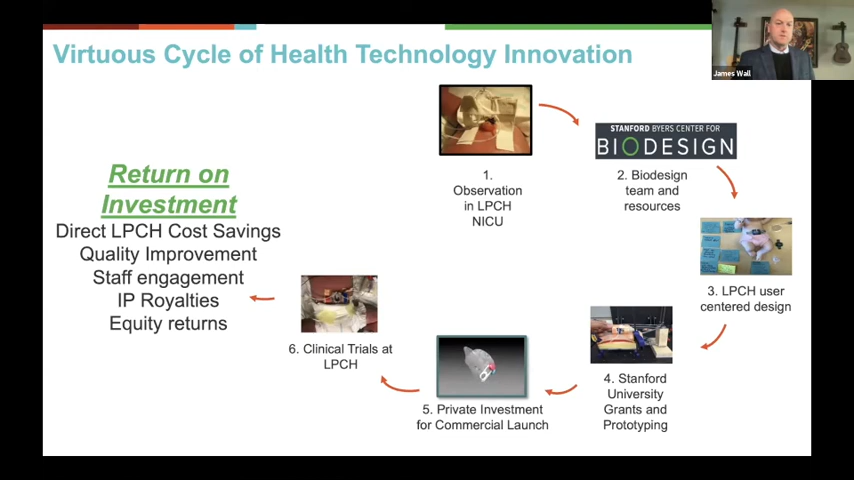 Virtuous Cycle of Health Technology Innovation
James Wall
Return on
Investment
Direct LPCH Cost Savings
Quality Improvement
Staff engagement
IP Royalties
Equity returns
1.
Observation
in LPCH
NICU
STANFORD BYERS CENTER FOR
BIODESIGN
2. Biodesign
team and
resources
3. LPCH user
centered design
4. Stanford
University
Grants and
Prototyping
5. Private Investment
for Commercial Launch
6. Clinical Trials at
LPCH